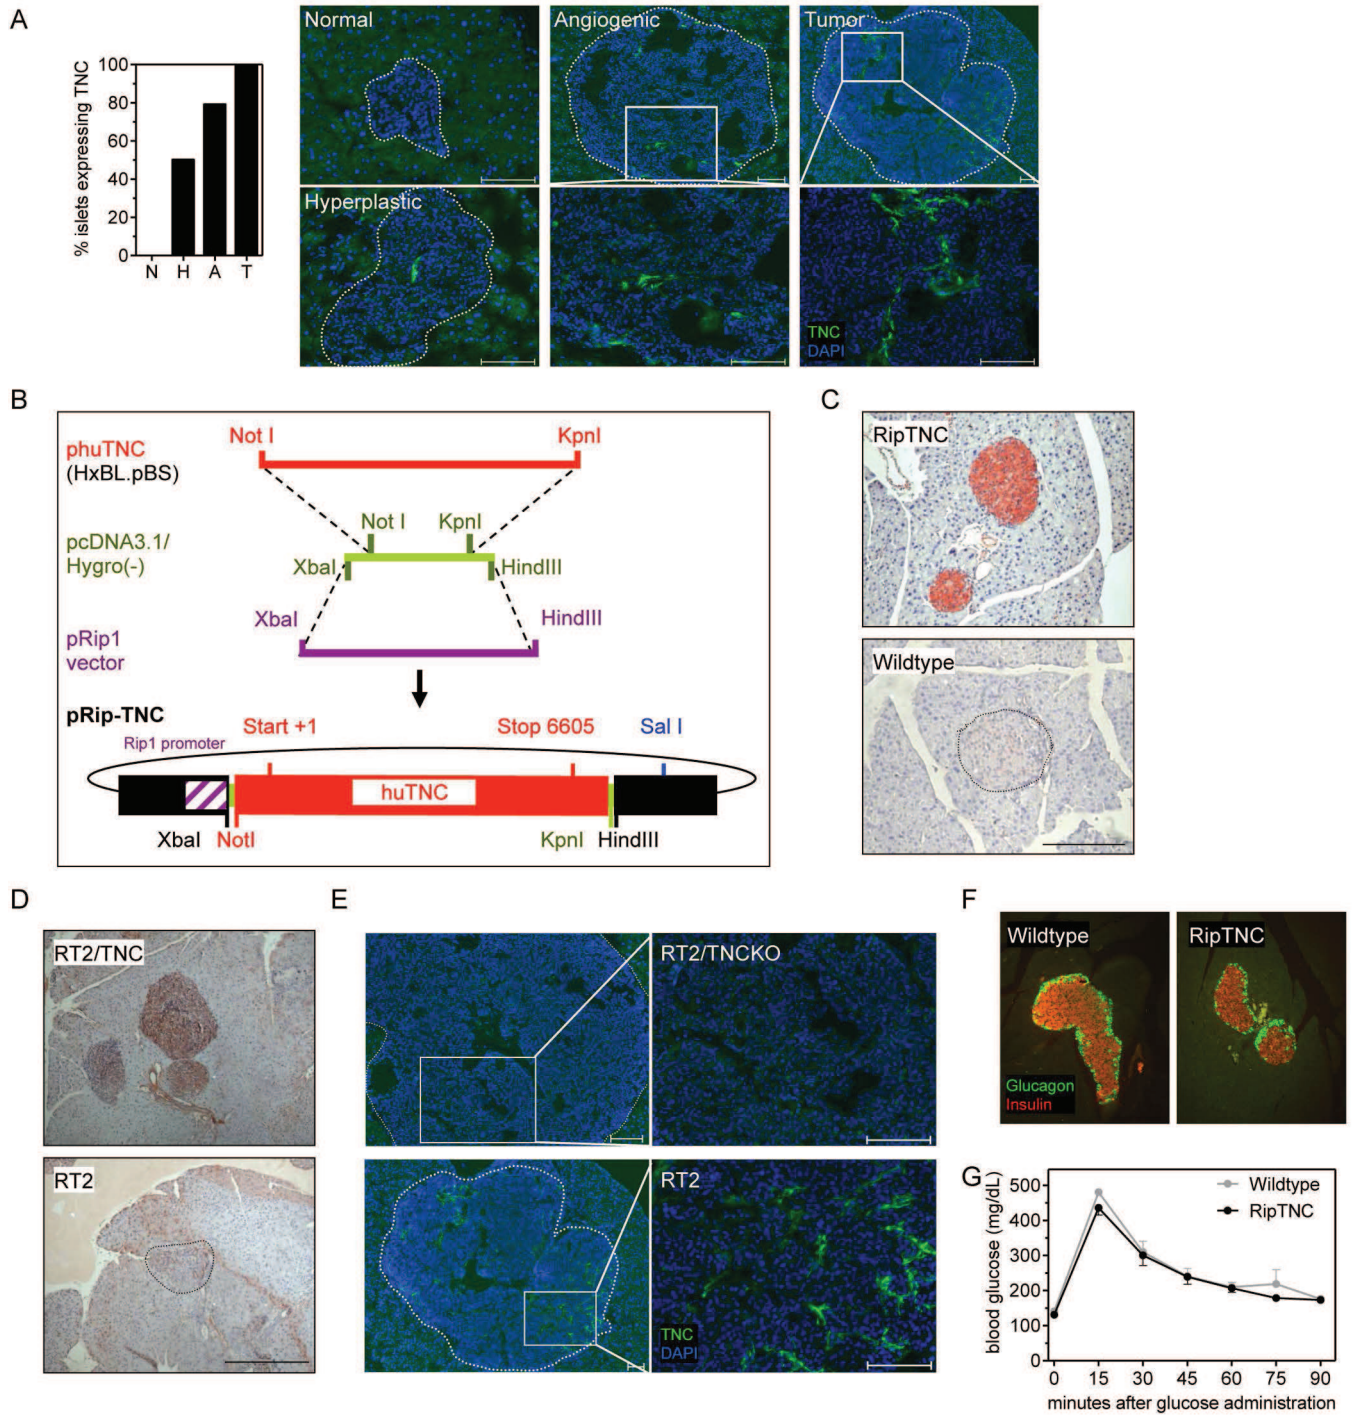 A
% islets expressing TNC
100
80
60
40
20
0
N H A T
Normal
Angiogenic
Tumor
Hyperplastic
TNC
DAPI
B
phuTNC
(HxBL.pBS)
Not I
KpnI
pcDNA3.1/
Hygro(-)
Not I
KpnI
XbaI
HindIII
pRip1
vector
XbaI
HindIII
pRip-TNC
Rip1 promoter
Start +1
Stop 6605
Sal I
huTNC
XbaI
NotI
KpnI
HindIII
C
RipTNC
Wildtype
D
RT2/TNC
RT2
E
RT2/TNCKO
RT2
TNC
DAPI
F
Wildtype
RipTNC
Glucagon
Insulin
G
blood glucose (mg/dL)
500
400
300
200
100
0
Wildtype
RipTNC
0 15 30 45 60 75 90
minutes after glucose administration